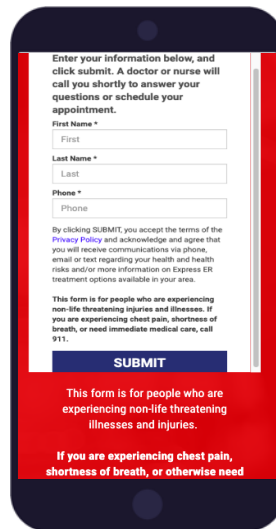 Enter your information below, and
click submit. A doctor or nurse will
call you shortly to answer your
questions or schedule your
appointment.
First Name *
First
Last Name *
Last
Phone *
Phone
By clicking SUBMIT, you accept the terms of the
Privacy Policy and acknowledge and agree that
you will receive communications via phone,
email or text regarding your health and health
risks and/or more information on Express ER
treatment options available in your area.
This form is for people who are experiencing
non-life threatening injuries and illnesses. If
you are experiencing chest pain, shortness of
breath, or need immediate medical care, call
911.
SUBMIT
This form is for people who are
experiencing non-life threatening
illnesses and injuries.
If you are experiencing chest pain,
shortness of breath, or otherwise need